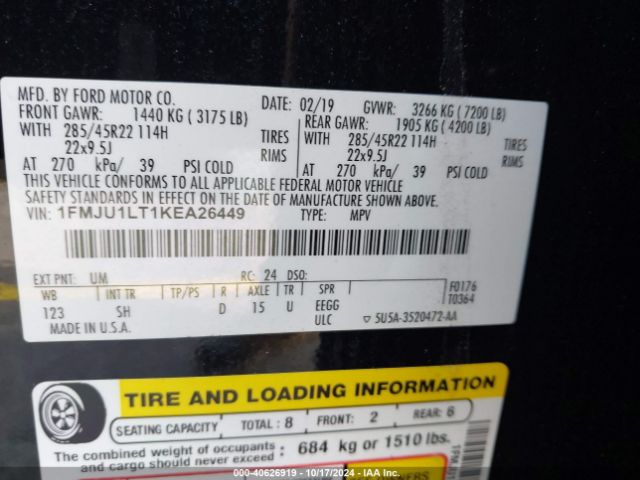 MFD. BY FORD MOTOR CO.
DATE: 02/19 GVWR: 3266 KG ( 7200 LB)
FRONT GAWR: 1440 KG ( 3175 LB)
REAR GAWR: 1905 KG ( 4200 LB)
WITH 285/45R22 114H TIRES
WITH 285/45R22 114H TIRES
22x9.5J RIMS
22x9.5J RIMS
AT 270 kPa/ 39 PSI COLD
AT 270 kPa/ 39 PSI COLD
THIS VEHICLE CONFORMS TO ALL APPLICABLE FEDERAL MOTOR VEHICLE
SAFETY STANDARDS IN EFFECT ON THE DATE OF MANUFACTURE SHOWN ABOVE.
VIN: 1FMJU1LT1KEA26449 TYPE: MPV
EXT PNT: UM RC: 24 DSO:
WB INT TR TP/PS R AXLE TR SPR
F0176
T0364
123 SH D 15 U EEGG
ULC
MADE IN U.S.A.
5U5A-3520472-AA
TIRE AND LOADING INFORMATION
SEATING CAPACITY TOTAL : 8 FRONT: 2 REAR: 6
The combined weight of occupants
and cargo should never exceed : 684 kg or 1510 lbs.
© COPART: 40626919 - 10/17/2024 - IAA Inc.